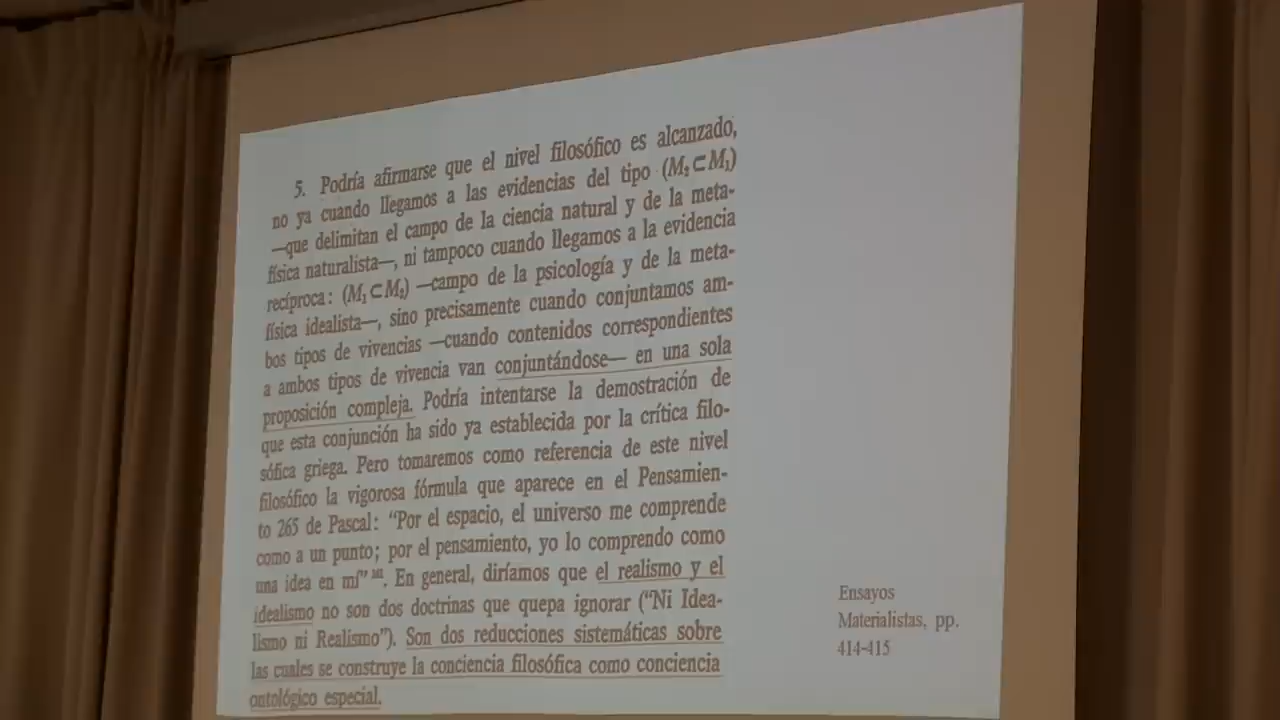 5. Podría afirmarse que el nivel filosófico es alcanzado,
no ya cuando llegamos a las evidencias del tipo (M₂ ⊂ M₁)
—que delimitan el campo de la ciencia natural y de la meta-
física naturalista—, ni tampoco cuando llegamos a la evidencia
recíproca: (M₁ ⊂ M₂) —campo de la psicología y de la meta-
física idealista—, sino precisamente cuando conjuntamos am-
bos tipos de vivencias —cuando contenidos correspondientes
a ambos tipos de vivencia van conjuntándose— en una sola
proposición compleja. Podría intentarse la demostración de
que esta conjunción ha sido ya establecida por la crítica filo-
sófica griega. Pero tomaremos como referencia de este nivel
filosófico la vigorosa fórmula que aparece en el Pensamien-
to 265 de Pascal: “Por el espacio, el universo me comprende
como a un punto; por el pensamiento, yo lo comprendo como
una idea en mí”. En general, diríamos que el realismo y el
idealismo no son dos doctrinas que quepa ignorar (“Ni Idea-
lismo ni Realismo”). Son dos reducciones sistemáticas sobre
las cuales se construye la conciencia filosófica como conciencia
ontológico especial.
Ensayos
Materialistas, pp.
414-415